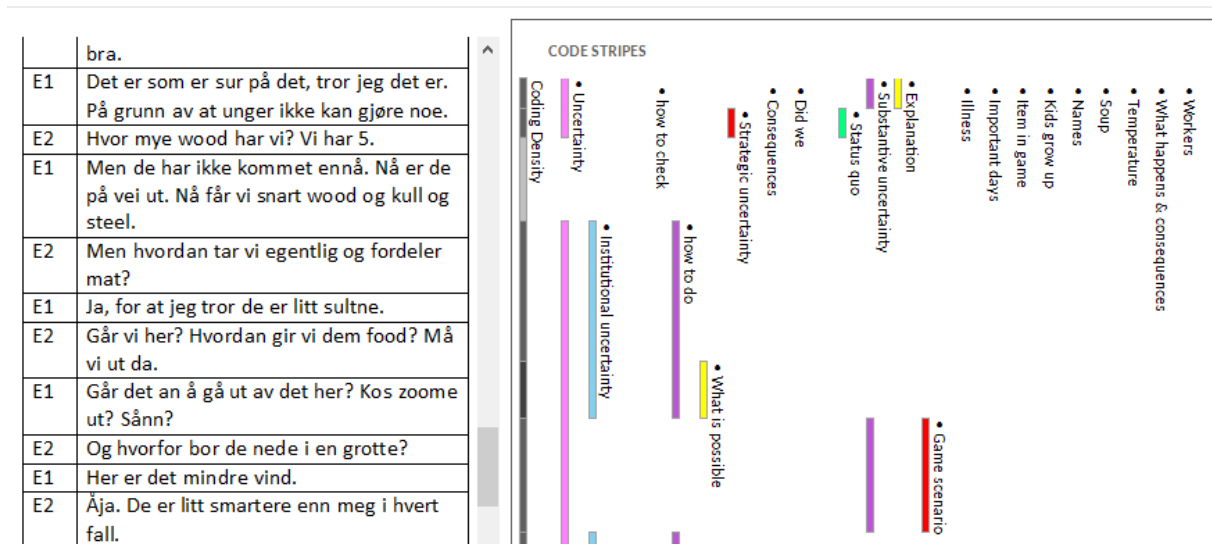 bra.
E1 Det er som er sur på det, tror jeg det er.
På grunn av at unger ikke kan gjøre noe.
E2 Hvor mye wood har vi? Vi har 5.
E1 Men de har ikke kommet ennå. Nå er de
på vei ut. Nå får vi snart wood og kull og
steel.
E2 Men hvordan tar vi egentlig og fordeler
mat?
E1 Ja, for at jeg tror de er litt sultne.
E2 Går vi her? Hvordan gir vi dem food? Må
vi ut da.
E1 Går det an å gå ut av det her? Kos zoome
ut? Sånn?
E2 Og hvorfor bor de nede i en grotte?
E1 Her er det mindre vind.
E2 Åja. De er litt smartere enn meg i hvert
fall.
CODE STRIPES
Coding Density
• Uncertainty
• Institutional uncertainty
• how to check
• how to do
• What is possible
• Strategic uncertainty
• Consequences
• Did we
• Status quo
• Substantive uncertainty
• Explanation
• Game scenario
• Illness
• Important days
• Item in game
• Kids grow up
• Names
• Soup
• Temperature
• What happens & consequences
• Workers